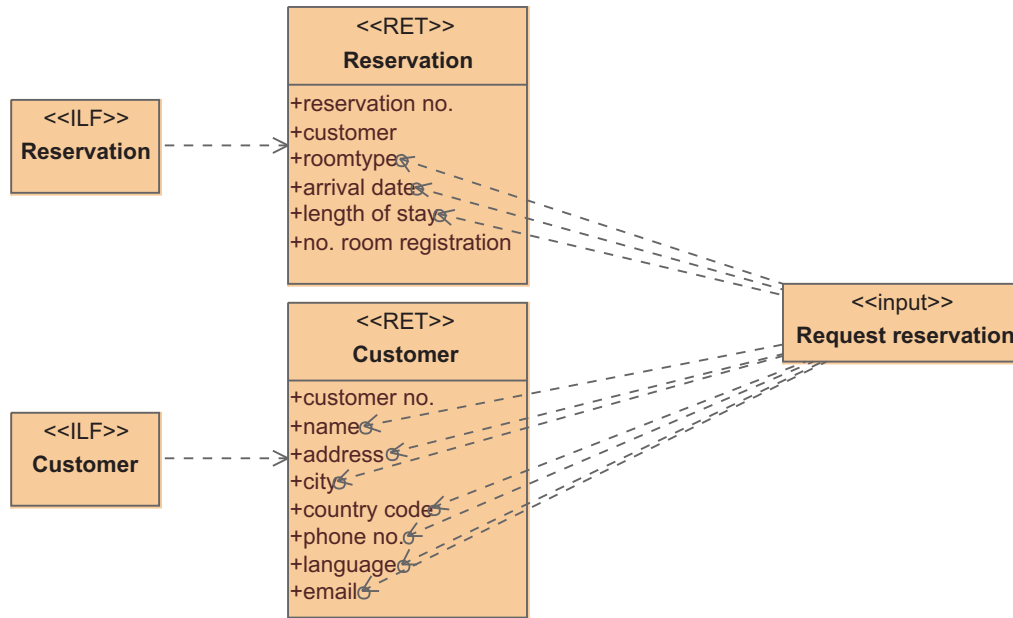 <<ILF>>
Reservation
<<RET>>
Reservation
+reservation no.
+customer
+roomtype
+arrival date
+length of stay
+no. room registration
<<input>>
Request reservation
<<ILF>>
Customer
<<RET>>
Customer
+customer no.
+name
+address
+city
+country code
+phone no.
+language
+email